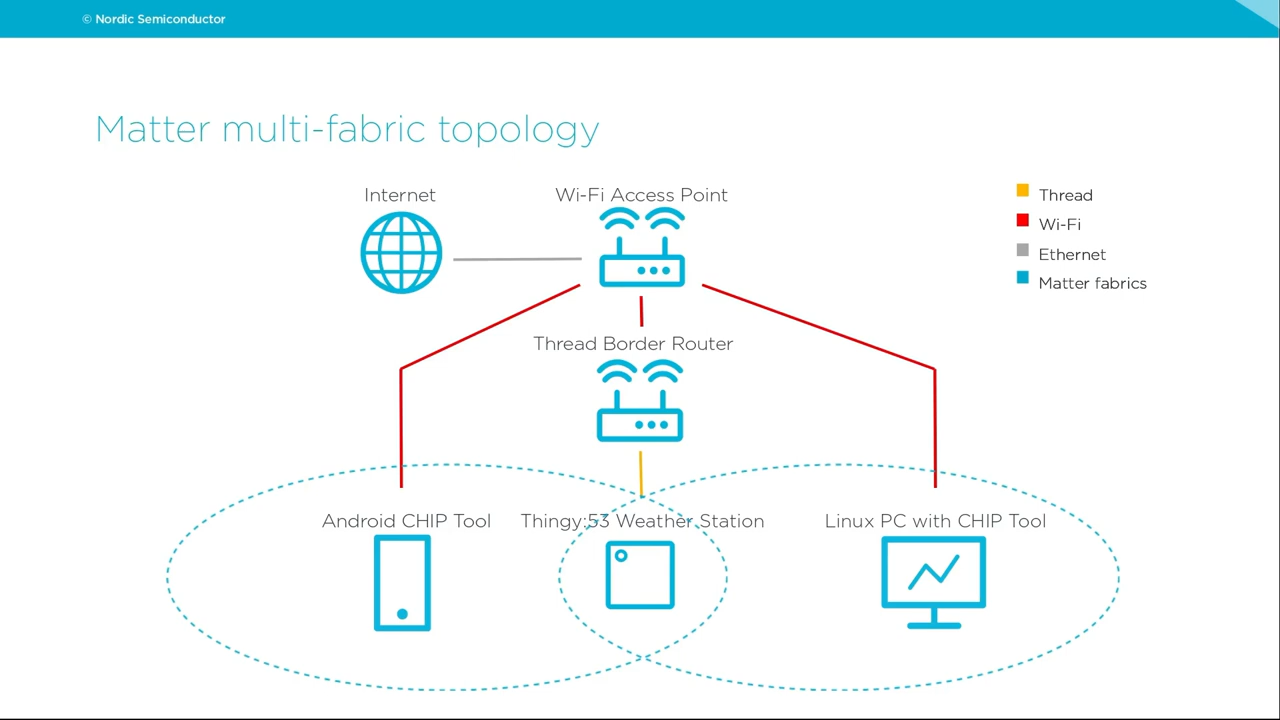 © Nordic Semiconductor
Matter multi-fabric topology
Internet
Wi-Fi Access Point
Thread
Wi-Fi
Ethernet
Matter fabrics
Thread Border Router
Android CHIP Tool
Thingy:53 Weather Station
Linux PC with CHIP Tool